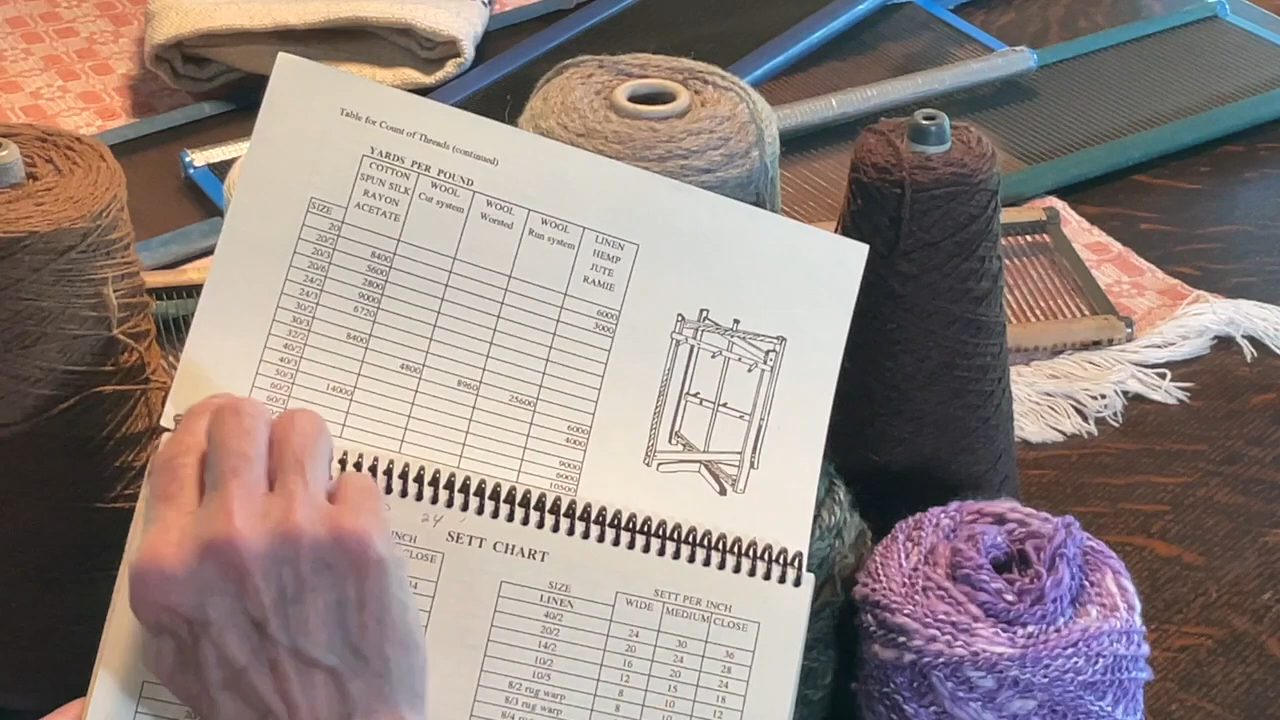 Table for Count of Threads (continued)
YARDS PER POUND
SIZE
COTTON
SPUN SILK
RAYON
ACETATE
WOOL
Cut system
WOOL
Worsted
WOOL
Run system
LINEN
HEMP
JUTE
RAMIE
20 6000
20/2 8400 3000
20/3 5600
20/6 2800
24/2 9000
24/3 6720
30/2
30/3 8400
32/2 4800 8960 25600
40/2 6000
40/3 4000
50/3 14000
60/2 9000
60/3 6000
10500
24
SETT CHART
INCH
CLOSE
SIZE SETT PER INCH
LINEN WIDE MEDIUM CLOSE
40/2 24 30 36
20/2 20 24 28
14/2 16 20 24
10/2 12 15 18
10/5 8 10 12
8/2 rug warp 8 10
8/3 rug warp
8/4 rug